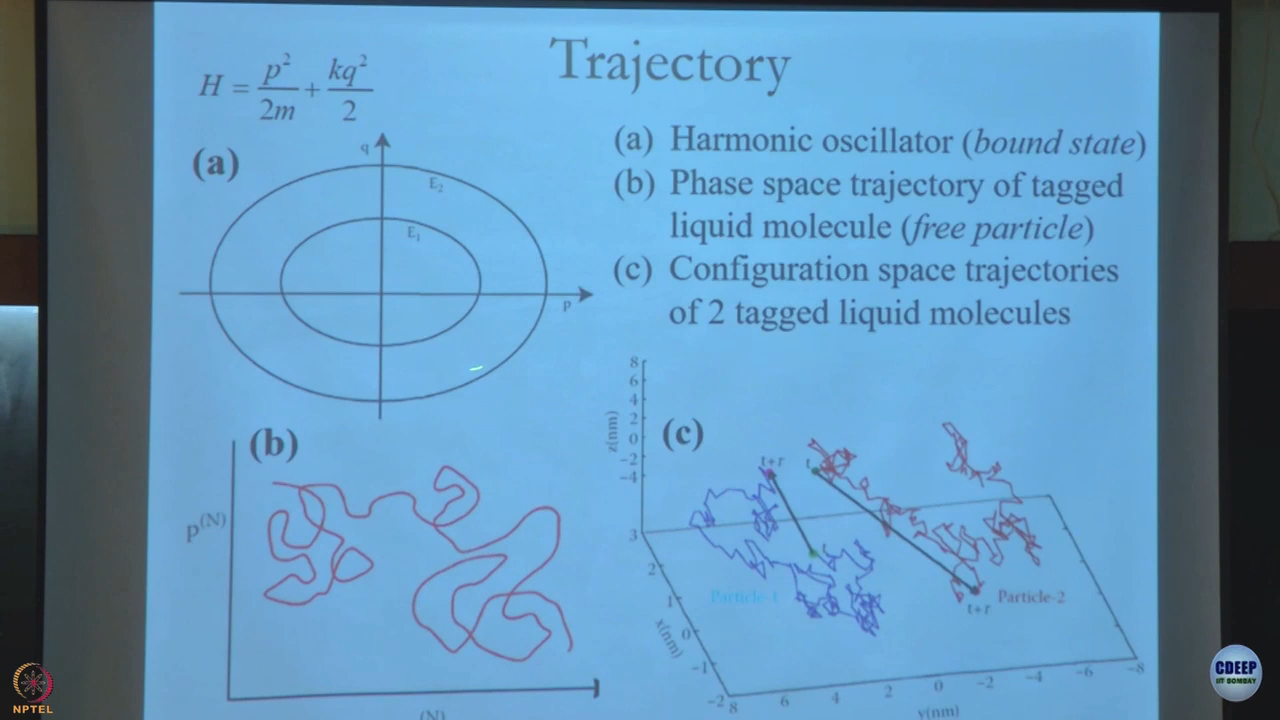 Trajectory
H = p²/2m + kq²/2
(a)
q
E₂
E₁
p
(a) Harmonic oscillator (bound state)
(b) Phase space trajectory of tagged
liquid molecule (free particle)
(c) Configuration space trajectories
of 2 tagged liquid molecules
(b)
p⁽ᴺ⁾
(N)
(c)
z(nm)
8
6
4
2
0
−2
−4
t+r
t
Particle-1
Particle-2
t+r
3
2
1
0
−1
−2
x(nm)
8
6
4
2
0
−2
−4
−6
−8
y(nm)
NPTEL
CDEEP
IIT BOMBAY